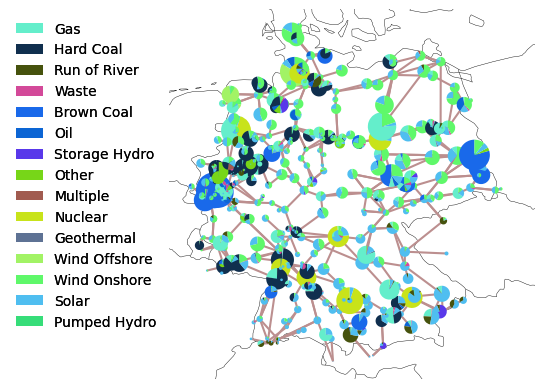 Gas
Hard Coal
Run of River
Waste
Brown Coal
Oil
Storage Hydro
Other
Multiple
Nuclear
Geothermal
Wind Offshore
Wind Onshore
Solar
Pumped Hydro